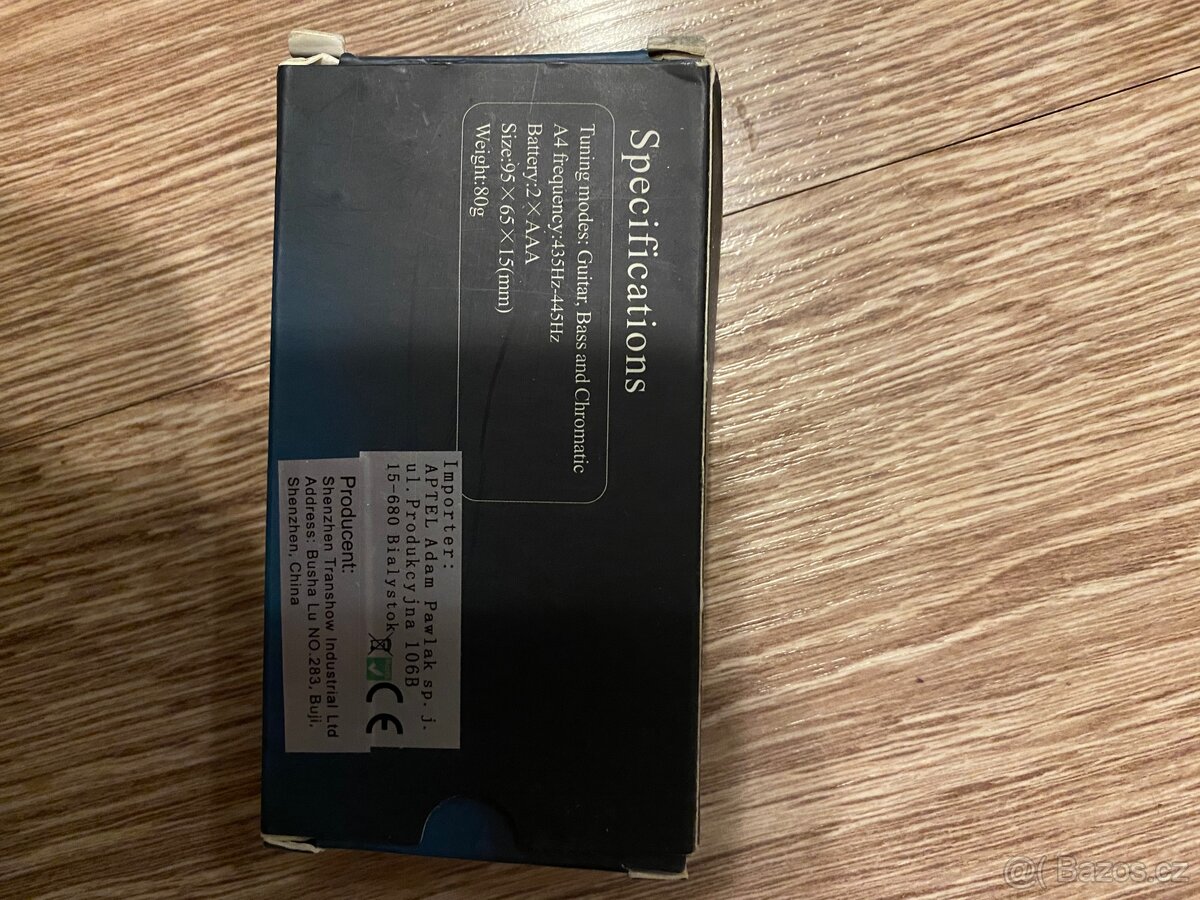 Specifications
Tuning modes: Guitar, Bass and Chromatic
A4 frequency:435Hz-445Hz
Battery:2×AAA
Size:95×65×15(mm)
Weight:80g
Importer:
APTEL Adam Pawlak sp. j.
ul. Produkcyjna 106B
15-680 Bialystok
CE
Producent:
Shenzhen Transhow Industrial Ltd
Address: Busha Lu NO.283, Buji,
Shenzhen, China
@( Bazos.cz